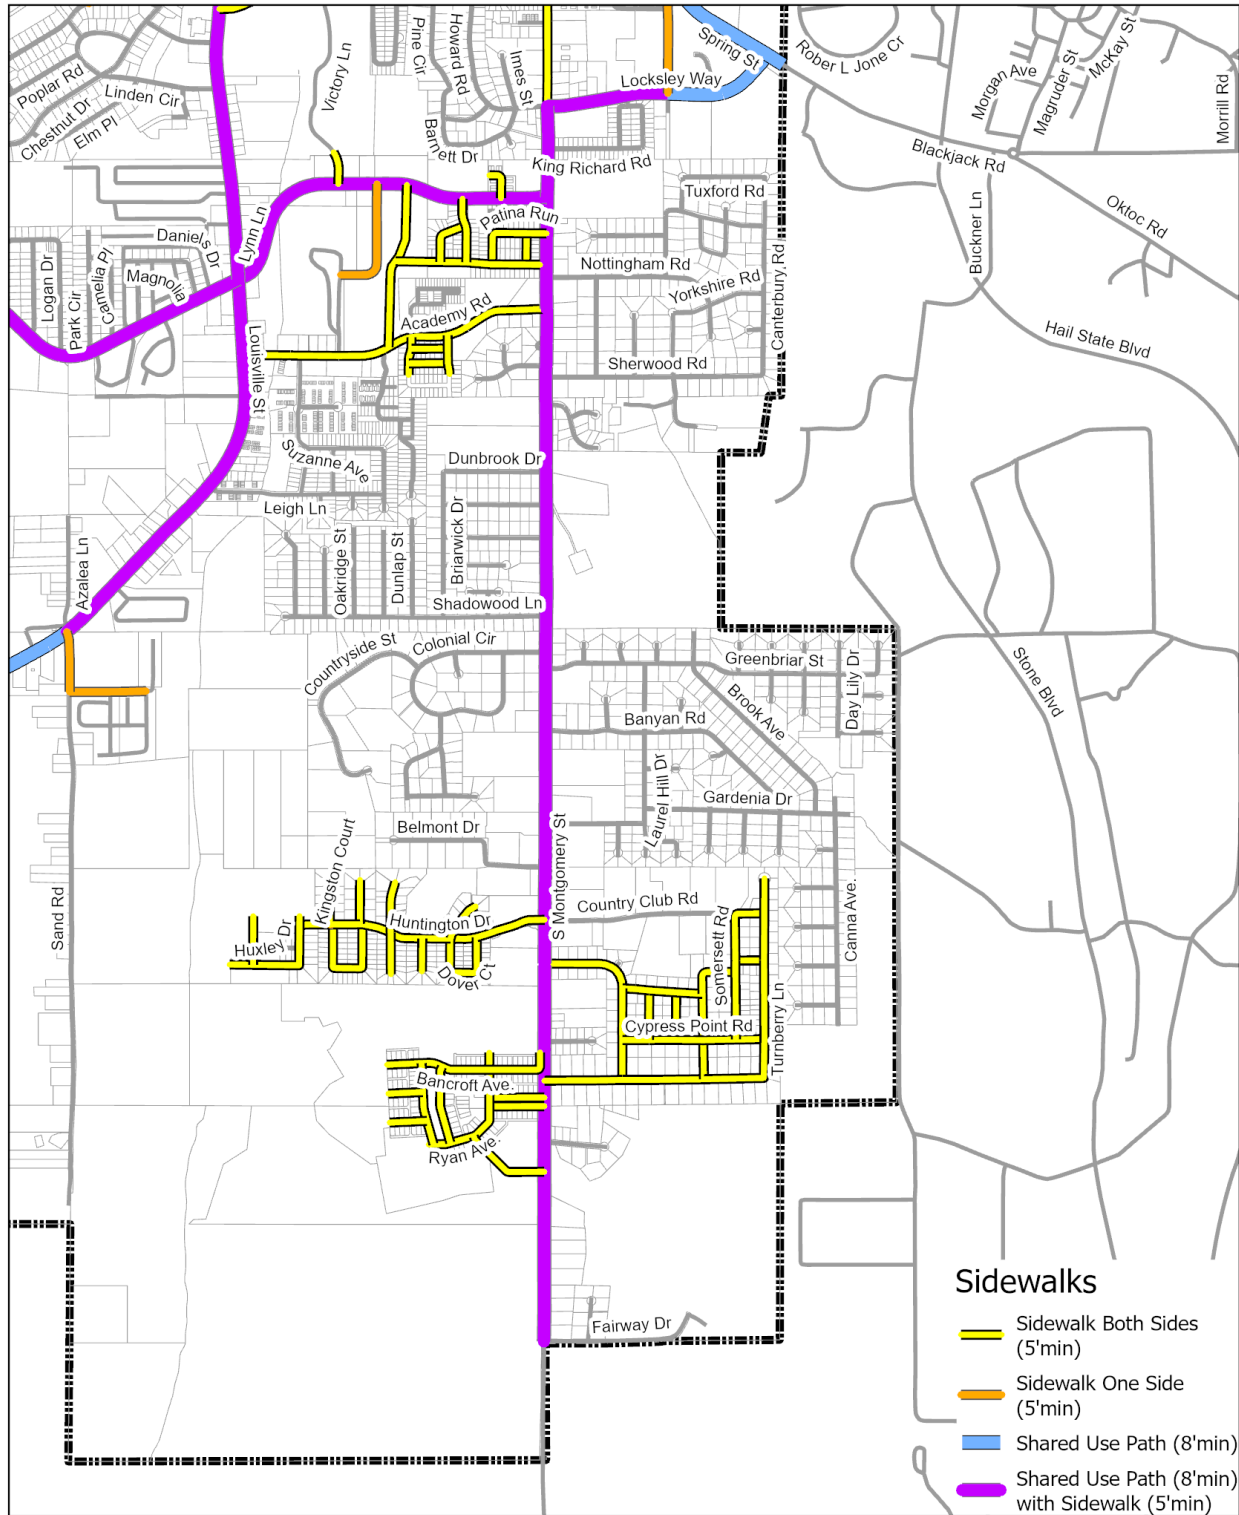 Poplar Rd
Chestnut Dr
Elm Pl
Linden Cir
Victory Ln
Pine Cir
Howard Rd
Imes St
Barnett Dr
Locksley Way
Spring St
Rober L Jone Cr
Morgan Ave
Magruder St
McKay St
Morrill Rd
King Richard Rd
Blackjack Rd
Tuxford Rd
Buckner Ln
Oktoc Rd
Lynn Ln
Patina Run
Daniels Dr
Logan Dr
Park Cir
Camelia Pl
Magnolia
Nottingham Rd
Yorkshire Rd
Canterbury Rd
Academy Rd
Hail State Blvd
Louisville St
Sherwood Rd
Suzanne Ave
Dunbrook Dr
Leigh Ln
Briarwick Dr
Oakridge St
Dunlap St
Azalea Ln
Shadowood Ln
Countryside St
Colonial Cir
Greenbriar St
Day Lily Dr
Brook Ave
Stone Blvd
Banyan Rd
Laurel Hill Dr
Gardenia Dr
Belmont Dr
S Montgomery St
Kingston Court
Country Club Rd
Huntington Dr
Huxley Dr
Dover Ct
Somersett Rd
Canna Ave.
Sand Rd
Cypress Point Rd
Turnberry Ln
Bancroft Ave.
Ryan Ave.
Fairway Dr
Sidewalks
Sidewalk Both Sides
(5'min)
Sidewalk One Side
(5'min)
Shared Use Path (8'min)
Shared Use Path (8'min)
with Sidewalk (5'min)